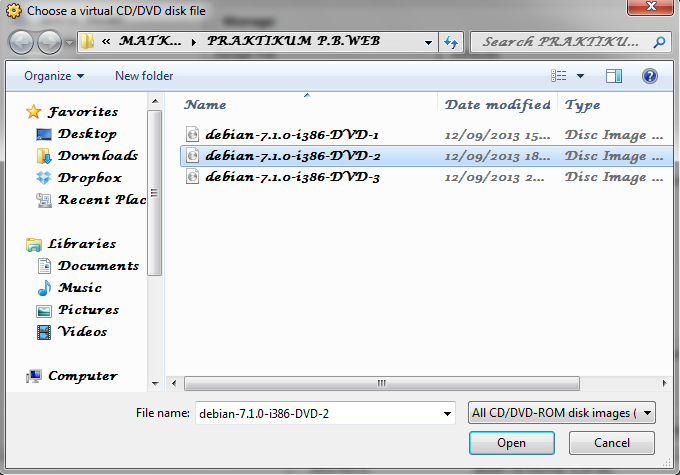 Choose a virtual CD/DVD disk file
« MATK... ▸ PRAKTIKUM P.B.WEB
Search PRAKTIKU...
Organize
New folder
Name
Date modified
Type
debian-7.1.0-i386-DVD-1 12/09/2013 15... Disc Image ...
debian-7.1.0-i386-DVD-2 12/09/2013 18... Disc Image ...
debian-7.1.0-i386-DVD-3 12/09/2013 2... Disc Image ...
Favorites
Desktop
Downloads
Dropbox
Recent Plac
Libraries
Documents
Music
Pictures
Videos
Computer
File name: debian-7.1.0-i386-DVD-2
All CD/DVD-ROM disk images (
Open
Cancel